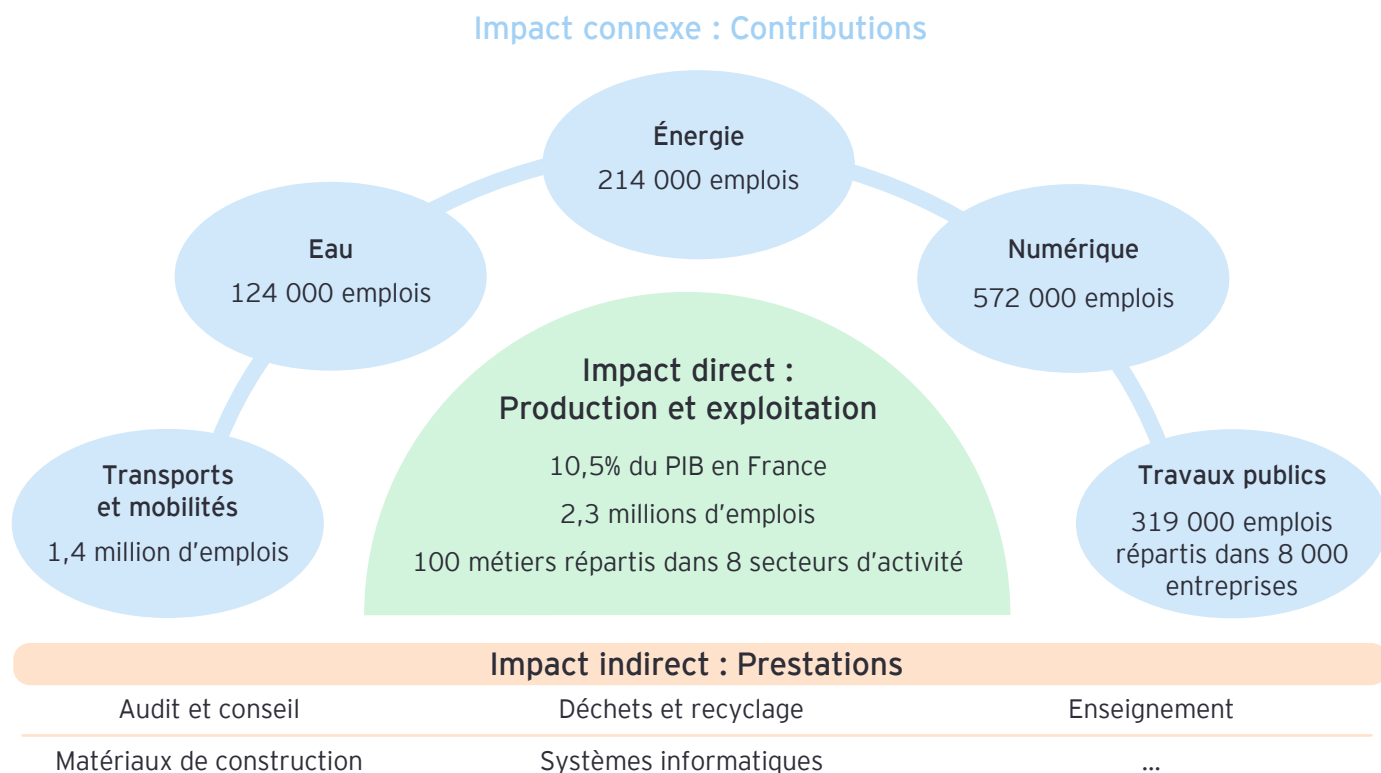 Impact connexe : Contributions
Énergie
214 000 emplois
Eau
124 000 emplois
Numérique
572 000 emplois
Transports
et mobilités
1,4 million d'emplois
Impact direct :
Production et exploitation
10,5% du PIB en France
2,3 millions d'emplois
100 métiers répartis dans 8 secteurs d'activité
Travaux publics
319 000 emplois
répartis dans 8 000
entreprises
Impact indirect : Prestations
Audit et conseil
Déchets et recyclage
Enseignement
Matériaux de construction
Systèmes informatiques
...